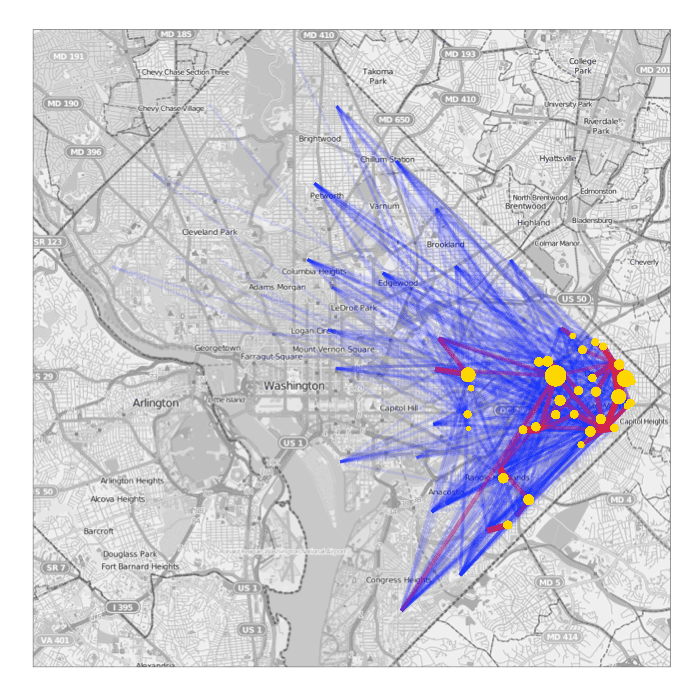 MD 185
MD 410
MD 191
MD 193
College
Park
Chevy Chase Section Three
Takoma
Park
MD 201
MD 190
MD 410
University Park
Chevy Chase Village
MD 650
Riverdale
Park
Brightwood
MD 396
Chillum Station
Hyattsville
Edmonston
Petworth
North Brentwood
Varnum
Brentwood
Highland
Bladensburg
Cleveland Park
SR 123
Brookland
Colmar Manor
Cheverly
Columbia Heights
Adams Morgan
Edgewood
US 50
LeDroit Park
Logan Circle
Georgetown
Mount Vernon Square
Farragut Square
S 29
Washington
Arlington
Capitol Hill
Capitol Heights
US 1
Arlington Heights
S 50
Alcova Heights
MD 4
Barcroft
Douglass Park
Fort Barnard Heights
SR 7
Congress Heights
MD 5
US 1
I 395
VA 401
US 1
MD 414
Alexandria